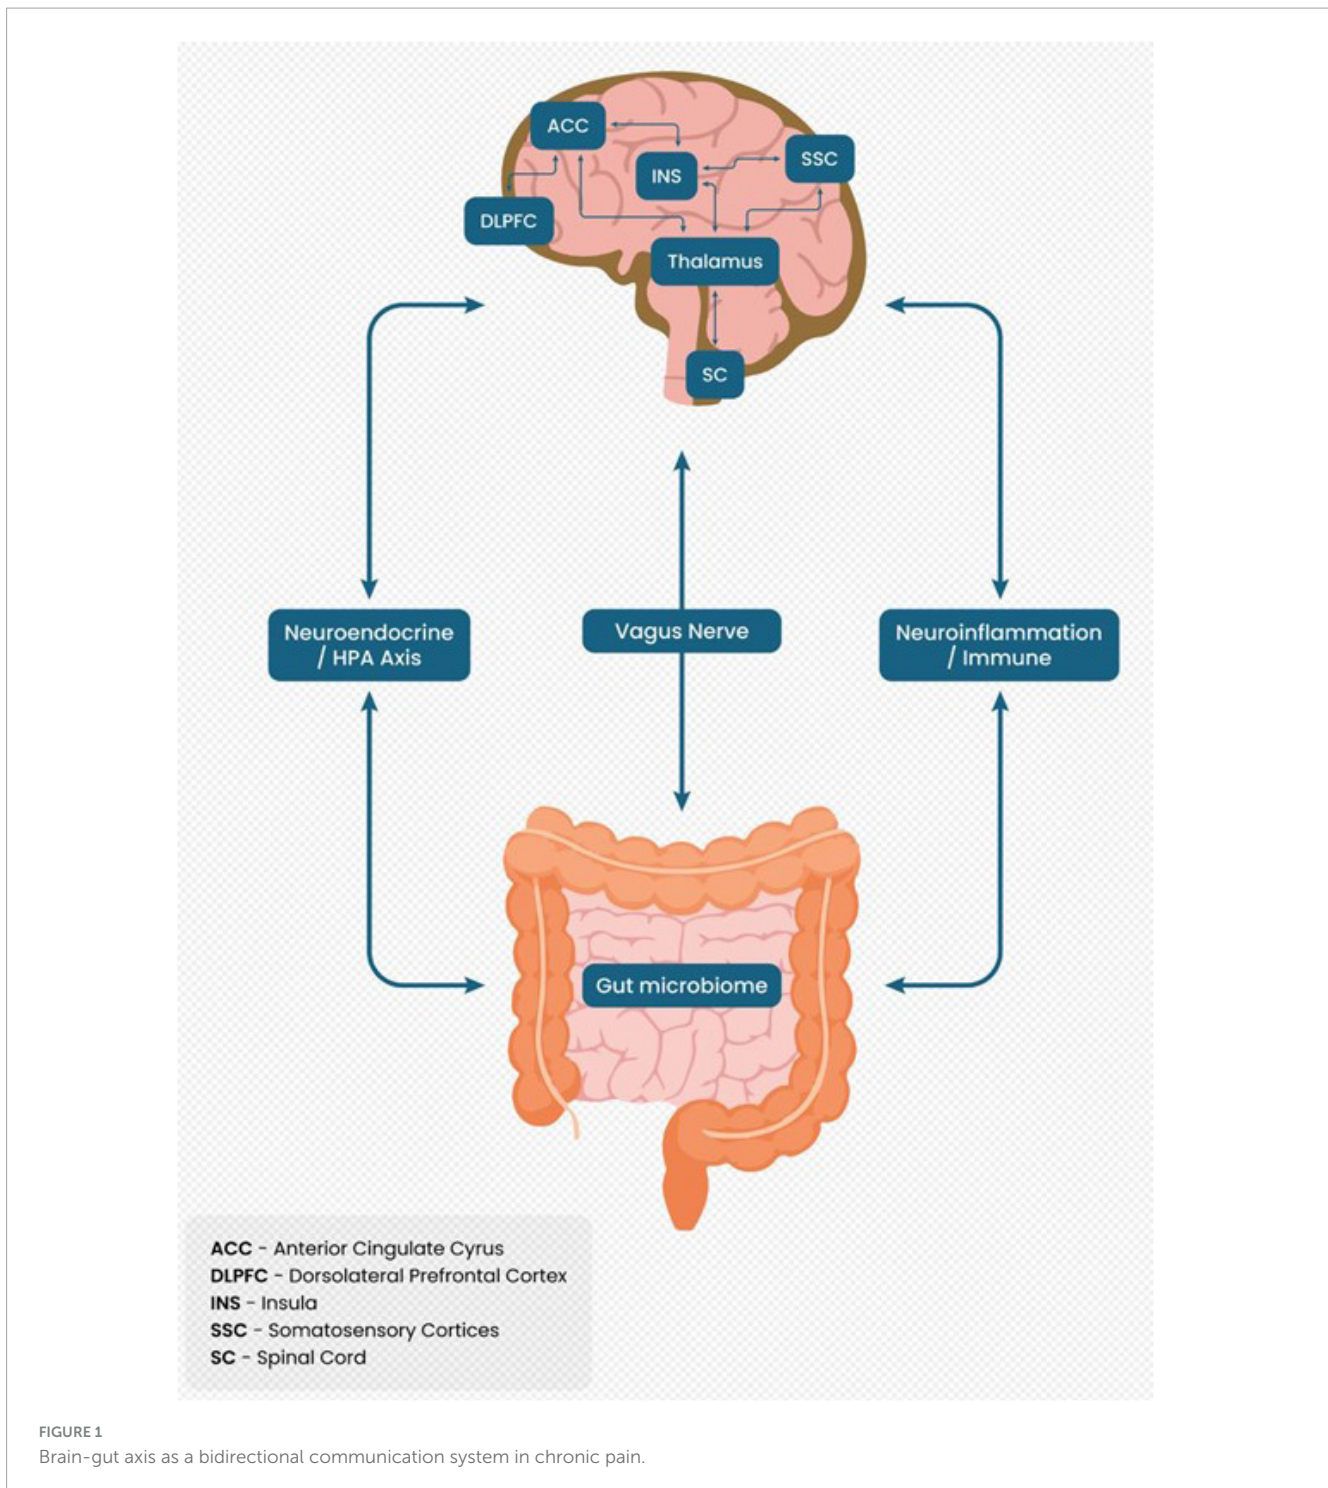 ACC
SSC
INS
DLPFC
Thalamus
SC
Neuroendocrine
/ HPA Axis
Vagus Nerve
Neuroinflammation
/ Immune
Gut microbiome
ACC - Anterior Cingulate Cyrus
DLPFC - Dorsolateral Prefrontal Cortex
INS - Insula
SSC - Somatosensory Cortices
SC - Spinal Cord
FIGURE 1
Brain-gut axis as a bidirectional communication system in chronic pain.